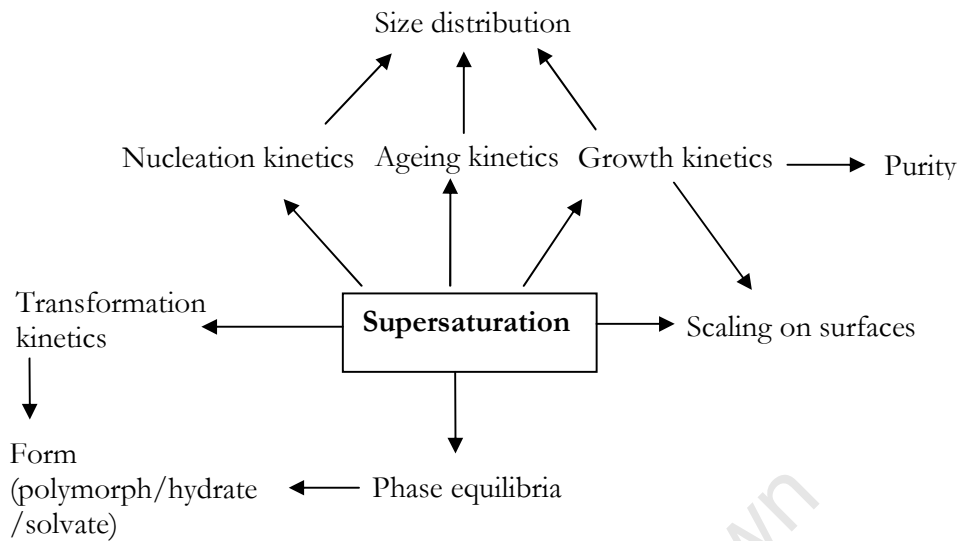 Size distribution
Nucleation kinetics
Ageing kinetics
Growth kinetics
Purity
Transformation
kinetics
Supersaturation
Scaling on surfaces
Form
(polymorph/hydrate
/solvate)
Phase equilibria
wn